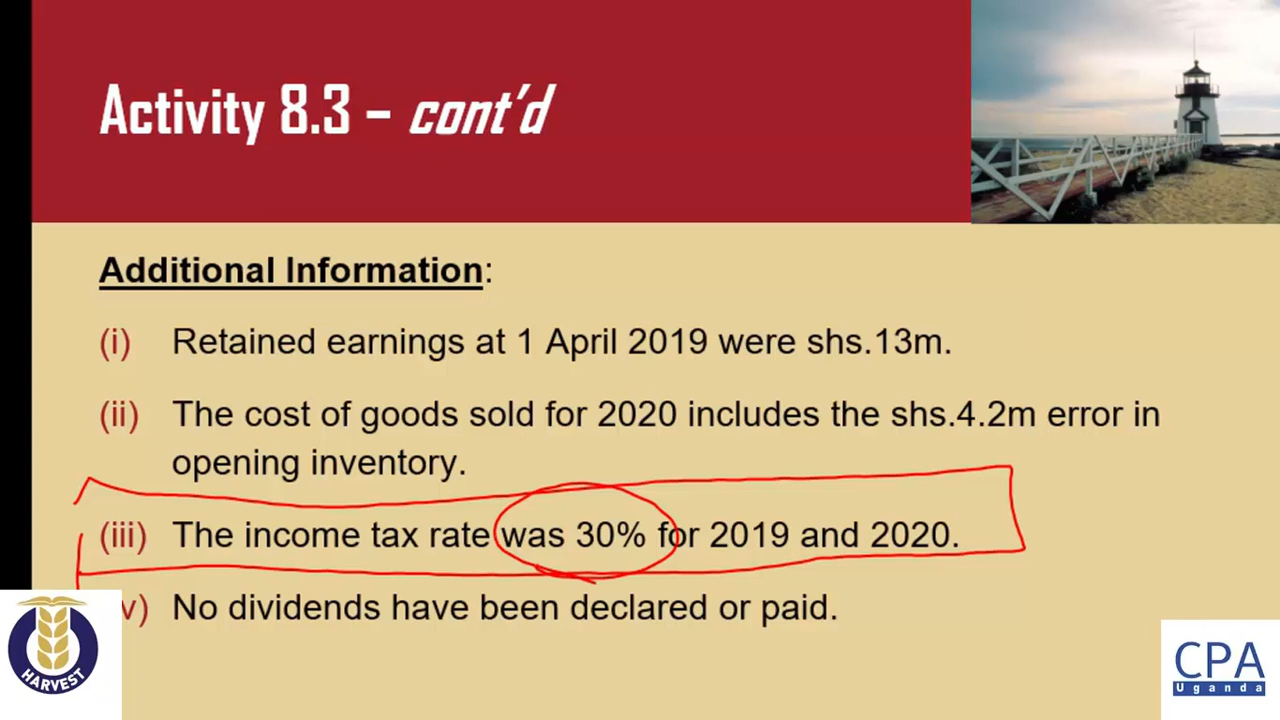 Activity 8.3 – cont'd
Additional Information:
(i) Retained earnings at 1 April 2019 were shs.13m.
(ii) The cost of goods sold for 2020 includes the shs.4.2m error in
opening inventory.
(iii) The income tax rate was 30% for 2019 and 2020.
v) No dividends have been declared or paid.
HARVEST
CPA
Uganda